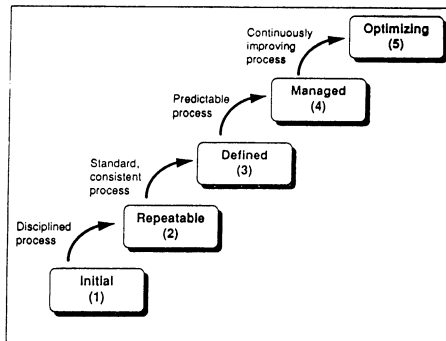 Continuously
improving
process
Optimizing
(5)
Predictable
process
Managed
(4)
Standard,
consistent
process
Defined
(3)
Disciplined
process
Repeatable
(2)
Initial
(1)